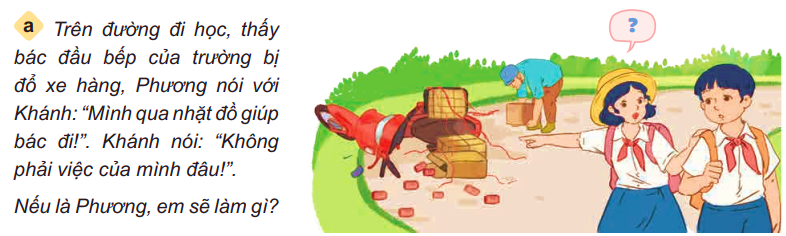 a Trên đường đi học, thấy
bác đầu bếp của trường bị
đổ xe hàng, Phương nói với
Khánh: “Mình qua nhặt đồ giúp
bác đi!”. Khánh nói: “Không
phải việc của mình đâu!”.
Nếu là Phương, em sẽ làm gì?
?